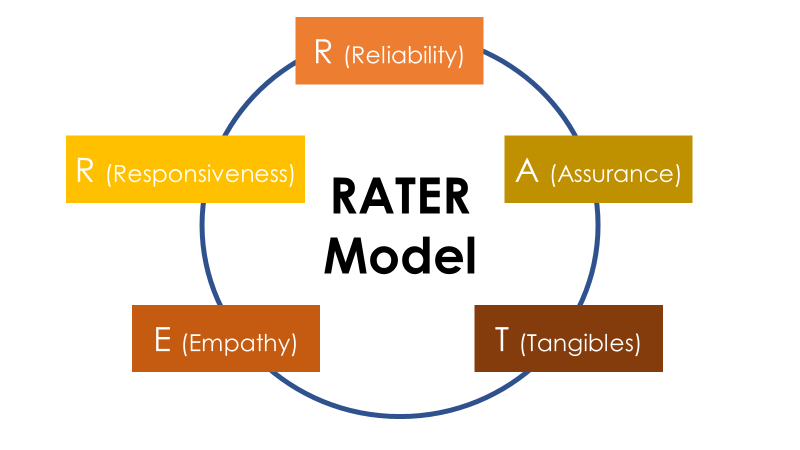 R (Reliability)
R (Responsiveness)
A (Assurance)
RATER
Model
E (Empathy)
T (Tangibles)